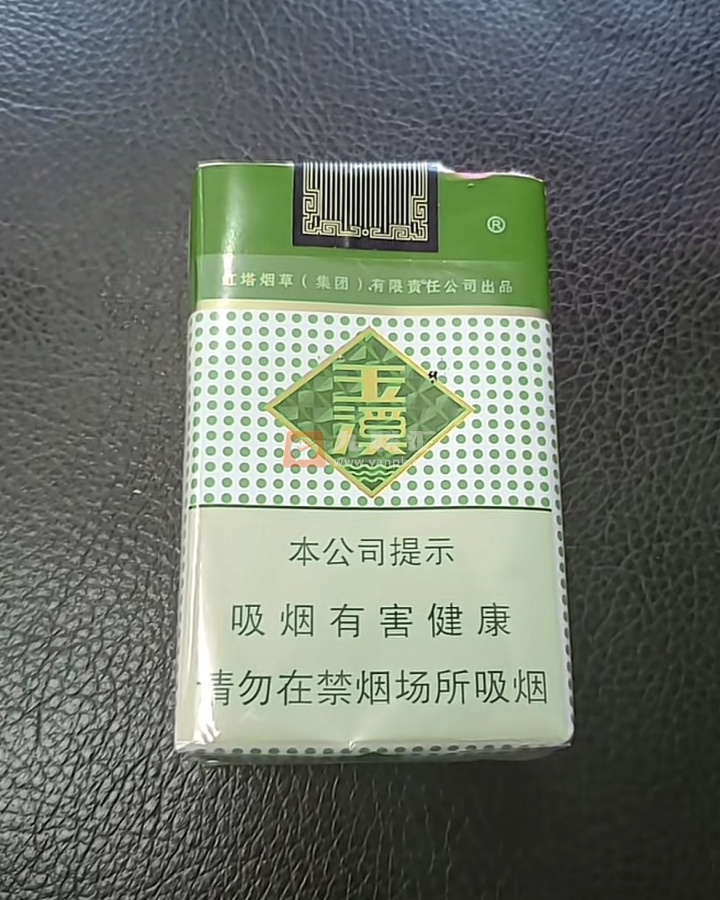 ®
红塔烟草(集团)有限责任公司出品
玉
溪
本公司提示
吸烟有害健康
请勿在禁烟场所吸烟